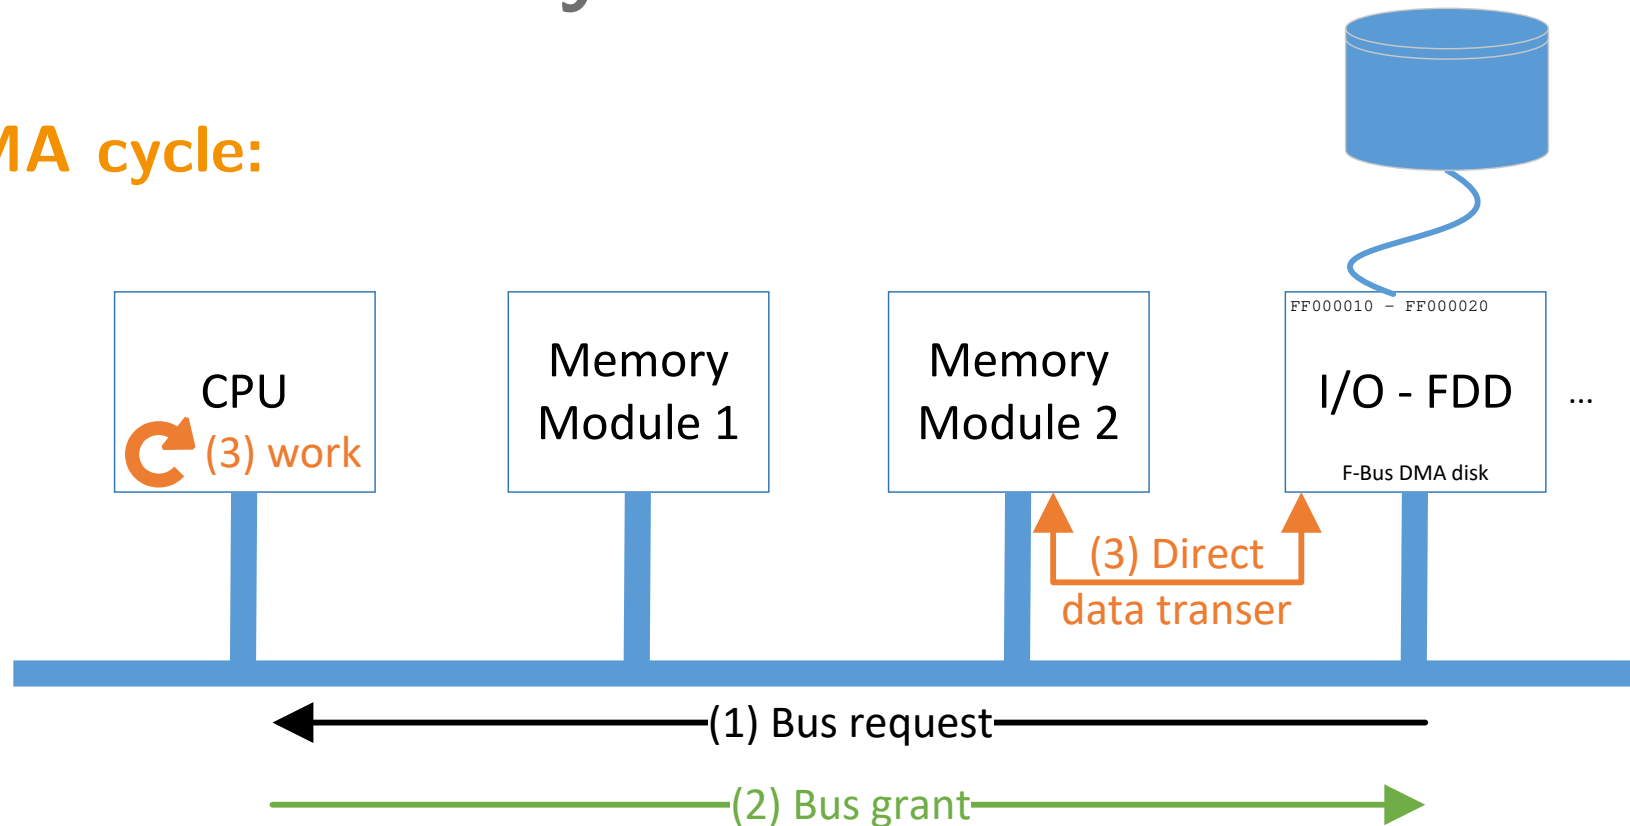 MA cycle:
FF000010 – FF000020
CPU
(3) work
Memory
Module 1
Memory
Module 2
I/O - FDD
...
F-Bus DMA disk
(3) Direct
data transer
(1) Bus request
(2) Bus grant